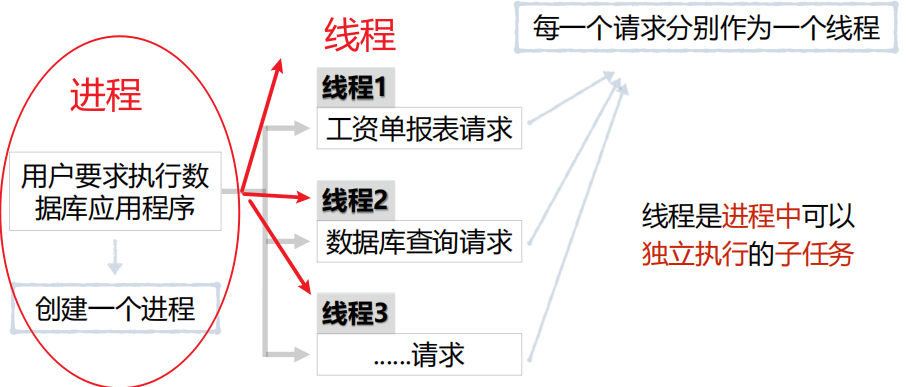 进程
用户要求执行数
据库应用程序
创建一个进程
线程
线程1
工资单报表请求
线程2
数据库查询请求
线程3
......请求
每一个请求分别作为一个线程
线程是进程中可以
独立执行的子任务